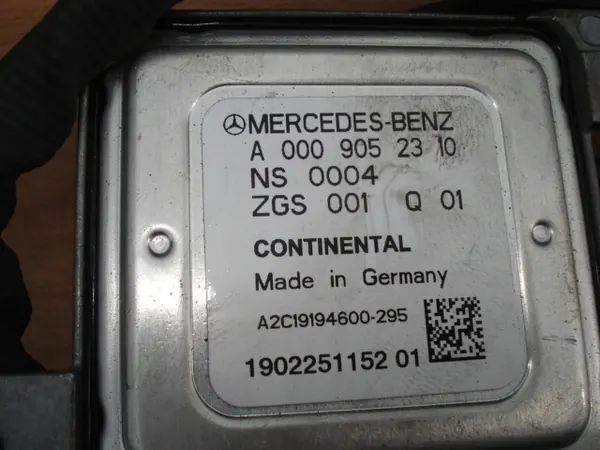 MERCEDES-BENZ
A 000 905 23 10
NS 0004
ZGS 001 Q 01
CONTINENTAL
Made in Germany
A2C19194600-295
1902251152 01